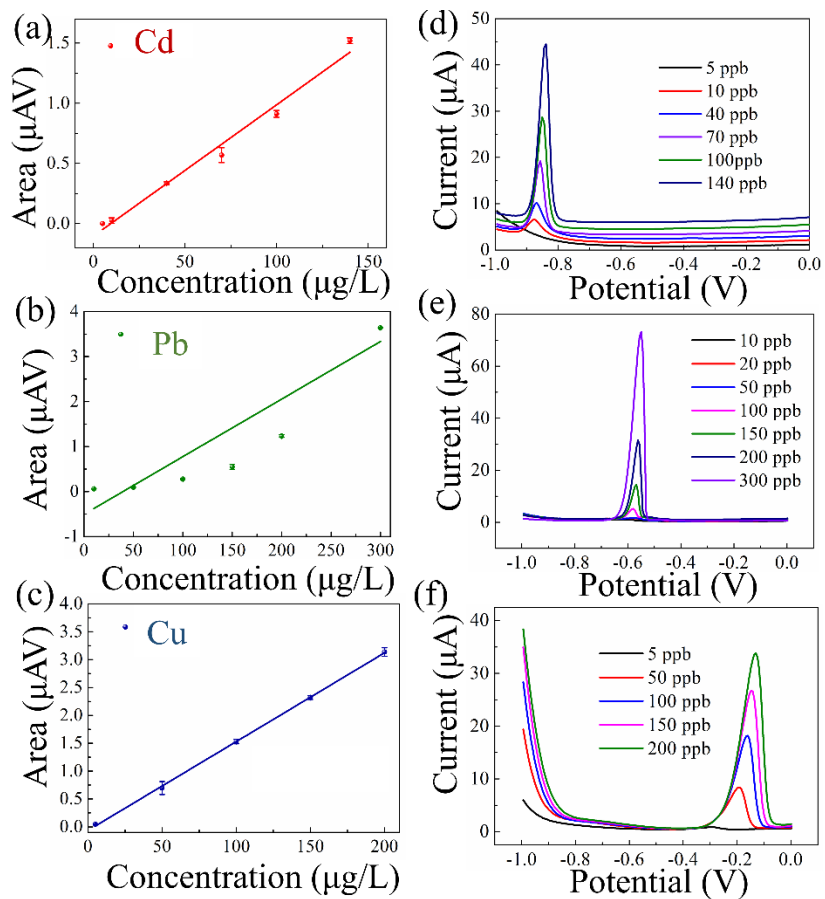 (a)
Cd
1.5
1.0
0.5
0.0
Area (µAV)
0 50 100 150
Concentration (µg/L)
(d)
50
40
30
20
10
0
Current (µA)
5 ppb
10 ppb
40 ppb
70 ppb
100ppb
140 ppb
-1.0 -0.8 -0.6 -0.4 -0.2 0.0
Potential (V)
(b)
Pb
4
3
2
1
0
-1
Area (µAV)
0 50 100 150 200 250 300
Concentration (µg/L)
(e)
80
60
40
20
0
Current (µA)
10 ppb
20 ppb
50 ppb
100 ppb
150 ppb
200 ppb
300 ppb
-1.0 -0.8 -0.6 -0.4 -0.2 0.0
Potential (V)
(c)
Cu
4.0
3.5
3.0
2.5
2.0
1.5
1.0
0.5
0.0
Area (µAV)
0 25 50 75 100 125 150 175 200
Concentration (µg/L)
(f)
40
30
20
10
0
Current (µA)
5 ppb
50 ppb
100 ppb
150 ppb
200 ppb
-1.0 -0.8 -0.6 -0.4 -0.2 0.0
Potential (V)